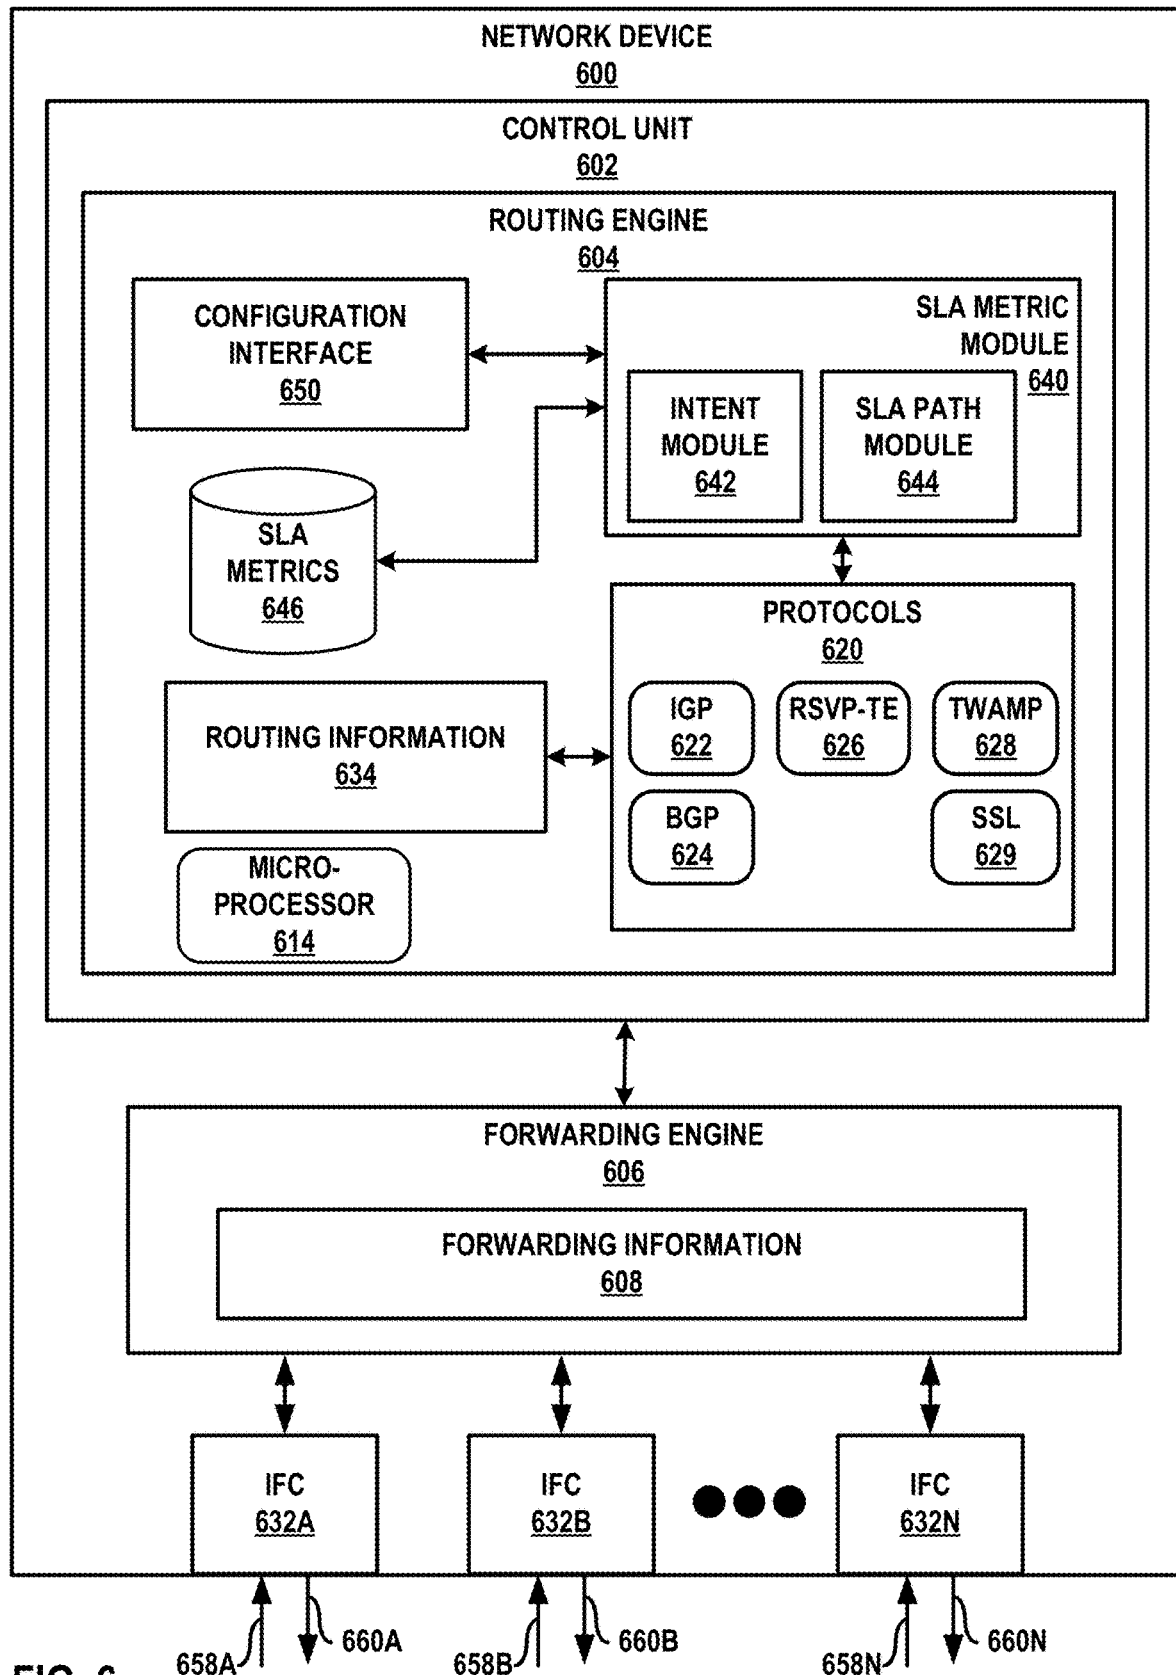 NETWORK DEVICE
600
CONTROL UNIT
602
ROUTING ENGINE
604
CONFIGURATION
INTERFACE
650
SLA METRIC
MODULE
640
INTENT
MODULE
642
SLA PATH
MODULE
644
SLA
METRICS
646
PROTOCOLS
620
IGP
622
RSVP-TE
626
TWAMP
628
BGP
624
SSL
629
ROUTING INFORMATION
634
MICRO-
PROCESSOR
614
FORWARDING ENGINE
606
FORWARDING INFORMATION
608
IFC
632A
IFC
632B
IFC
632N
658A
660A
658B
660B
658N
660N
FIG. 6